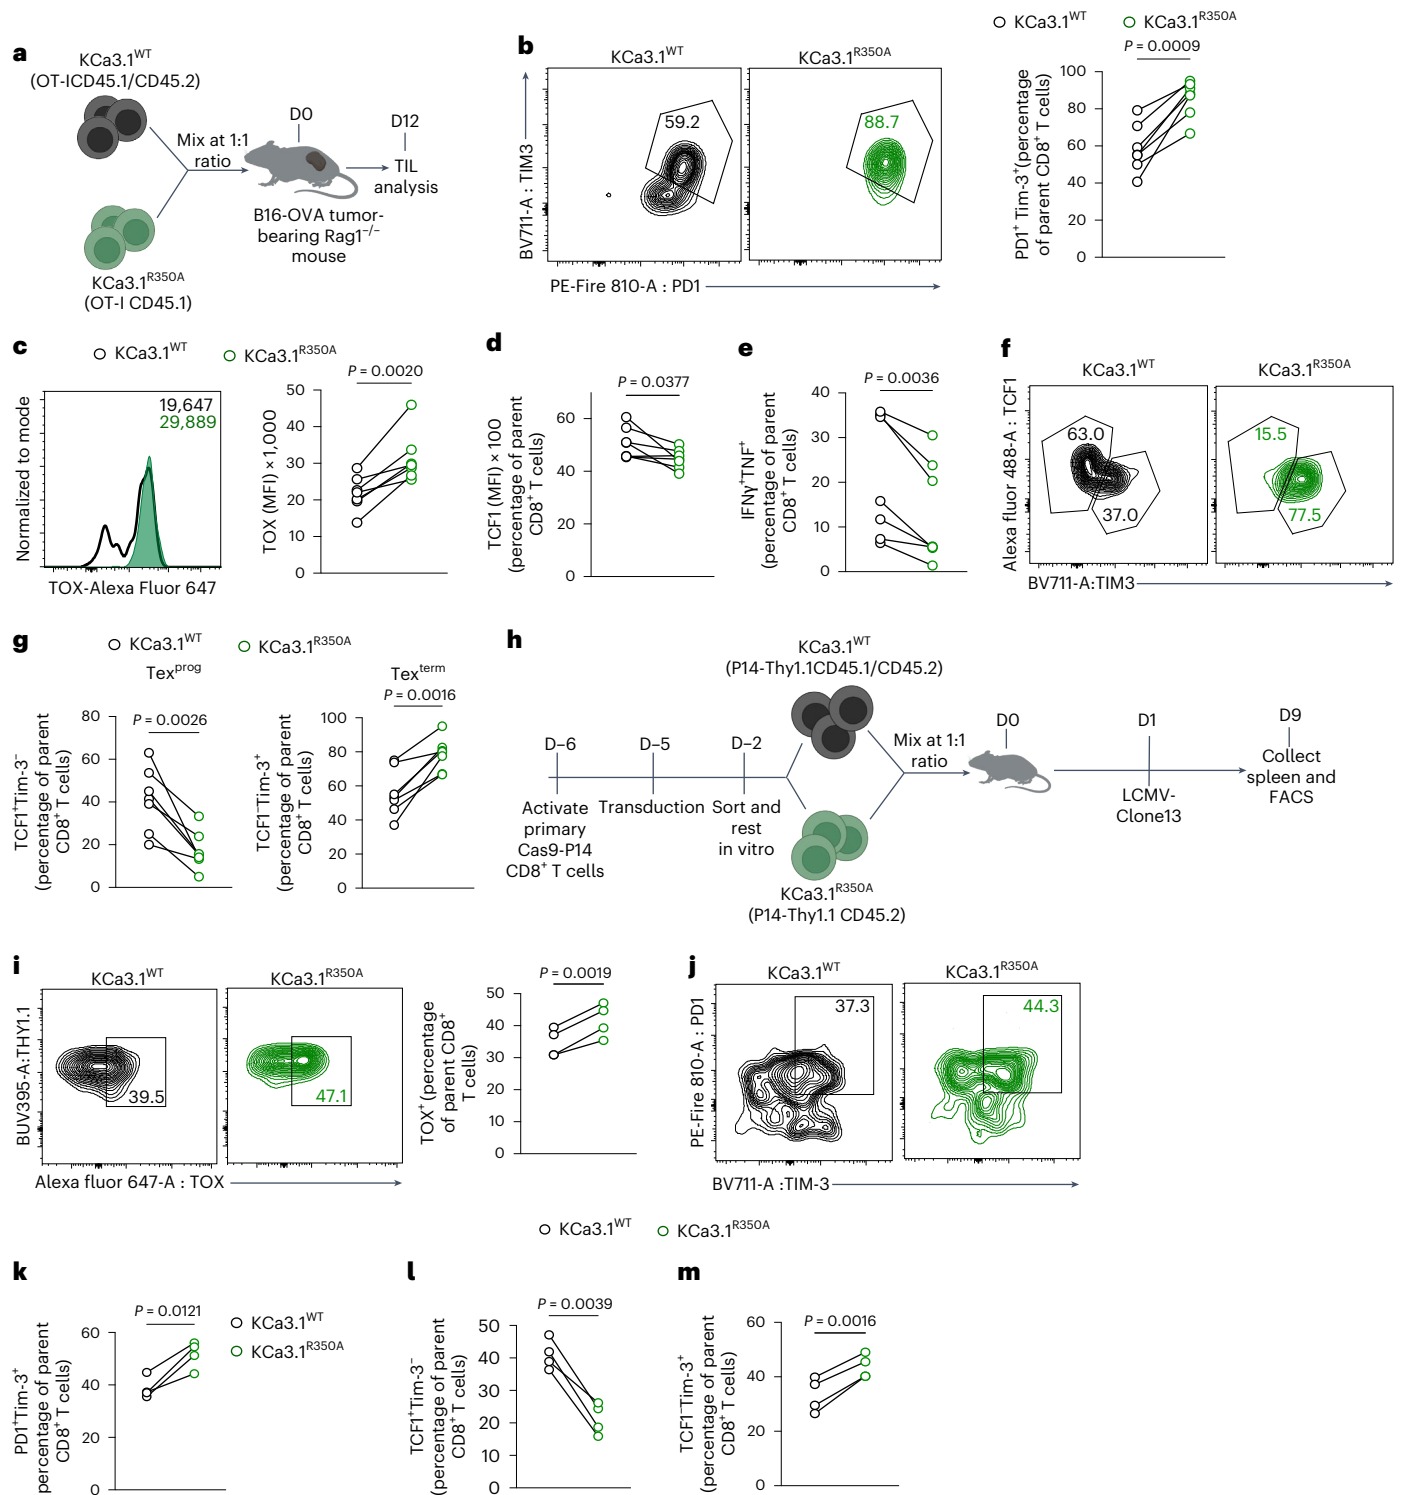 a
KCa3.1WT
(OT-ICD45.1/CD45.2)
Mix at 1:1
ratio
D0
D12
TIL
analysis
B16-OVA tumor-
bearing Rag1−/−
mouse
KCa3.1R350A
(OT-I CD45.1)
b
KCa3.1WT
KCa3.1R350A
59.2
88.7
BV711-A : TIM3
PE-Fire 810-A : PD1
KCa3.1WT
KCa3.1R350A
P = 0.0009
PD1+ Tim-3+(percentage
of parent CD8+ T cells)
100
80
60
40
20
0
c
KCa3.1WT
KCa3.1R350A
19,647
29,889
Normalized to mode
TOX-Alexa Fluor 647
P = 0.0020
TOX (MFI) × 1,000
50
40
30
20
10
0
d
P = 0.0377
TCF1 (MFI) × 100
(percentage of parent
CD8+ T cells)
60
40
20
0
e
P = 0.0036
IFNγ+TNF+
(percentage of parent
CD8+ T cells)
40
30
20
10
0
f
KCa3.1WT
KCa3.1R350A
63.0
37.0
15.5
77.5
Alexa fluor 488-A : TCF1
BV711-A:TIM3
g
KCa3.1WT
KCa3.1R350A
Texprog
P = 0.0026
TCF1+Tim-3−
(percentage of parent
CD8+ T cells)
80
60
40
20
0
Texterm
P = 0.0016
TCF1−Tim-3+
(percentage of parent
CD8+ T cells)
100
80
60
40
20
0
h
KCa3.1WT
(P14-Thy1.1CD45.1/CD45.2)
D−6
D−5
D−2
Activate
primary
Cas9-P14
CD8+ T cells
Transduction
Sort and
rest
in vitro
KCa3.1R350A
(P14-Thy1.1 CD45.2)
Mix at 1:1
ratio
D0
D1
D9
LCMV-
Clone13
Collect
spleen and
FACS
i
KCa3.1WT
KCa3.1R350A
39.5
47.1
BUV395-A:THY1.1
Alexa fluor 647-A : TOX
P = 0.0019
TOX+ (percentage
of parent CD8+
T cells)
50
40
30
20
10
0
j
KCa3.1WT
KCa3.1R350A
37.3
44.3
PE-Fire 810-A : PD1
BV711-A :TIM-3
KCa3.1WT
KCa3.1R350A
k
P = 0.0121
PD1+Tim-3+
percentage of parent
CD8+ T cells)
60
40
20
0
KCa3.1WT
KCa3.1R350A
l
P = 0.0039
TCF1+Tim-3−
(percentage of parent
CD8+ T cells)
50
40
30
20
10
0
m
P = 0.0016
TCF1−Tim-3+
(percentage of parent
CD8+ T cells)
60
40
20
0